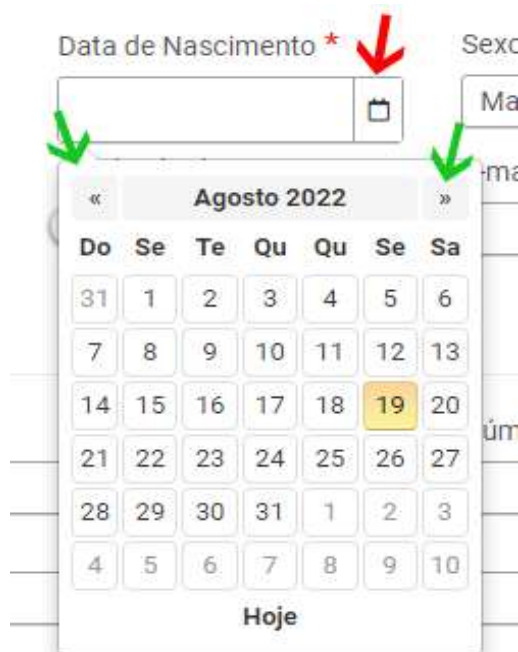 Data de Nascimento * Sexo
Ma
« Agosto 2022 »
Do Se Te Qu Qu Se Sa
31 1 2 3 4 5 6
7 8 9 10 11 12 13
14 15 16 17 18 19 20
21 22 23 24 25 26 27
28 29 30 31 1 2 3
4 5 6 7 8 9 10
Hoje